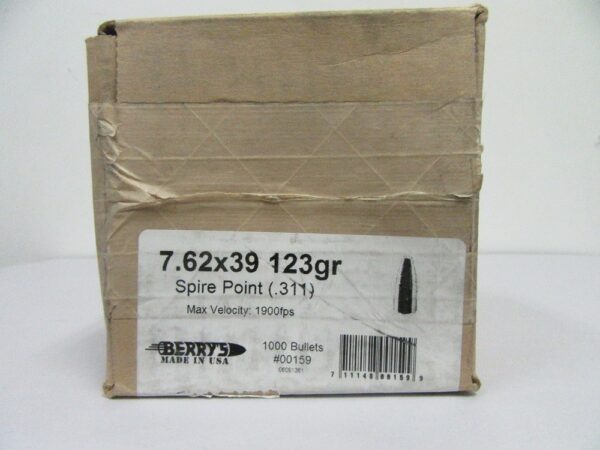 7.62x39 123gr
Spire Point (.311)
Max Velocity: 1900fps
BERRY'S
MADE IN USA
1000 Bullets
#00159